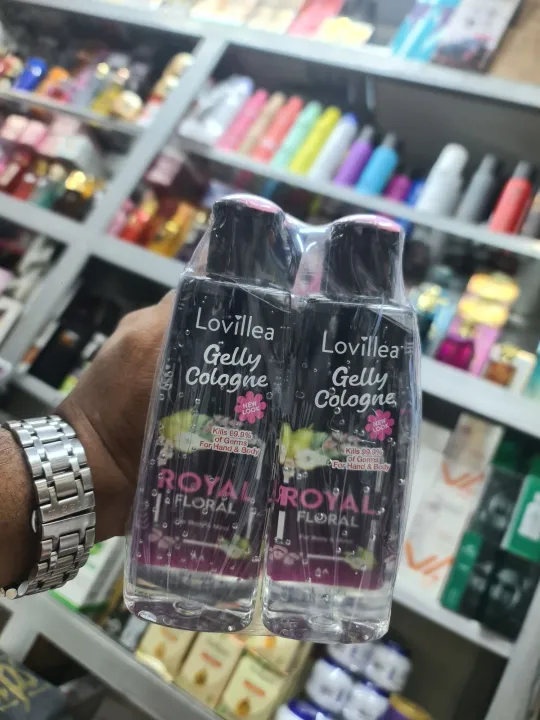 Lovillea
Gelly
Cologne
NEW
LOOK
Kills 99.9%
of Germs
For Hand & Body
ROYAL
FLORAL
Lovillea
Gelly
Cologne
NEW
LOOK
Kills 99.9%
of Germs
For Hand & Body
ROYAL
FLORAL